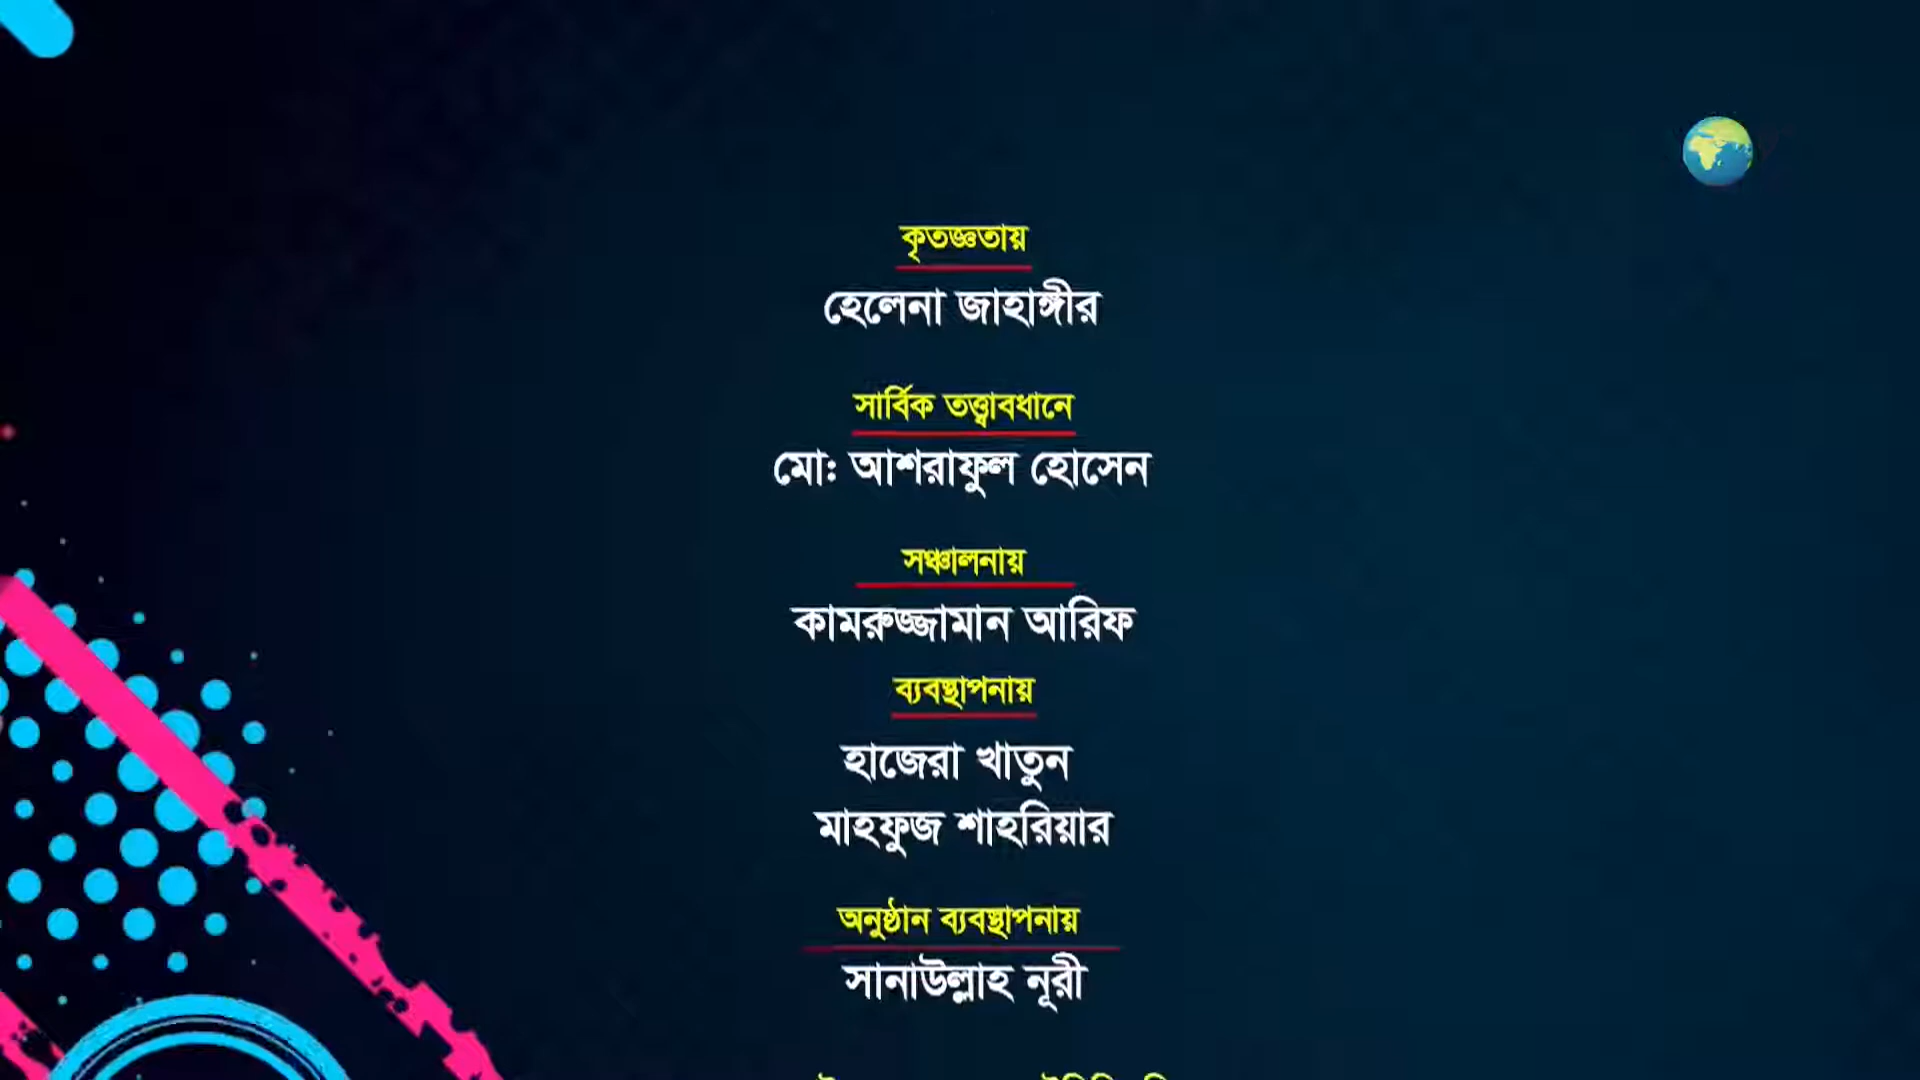 কৃতজ্ঞতায়
হেলেনা জাহাঙ্গীর
সার্বিক তত্ত্বাবধানে
মো: আশরাফুল হোসেন
সঞ্চালনায়
কামরুজ্জামান আরিফ
ব্যবস্থাপনায়
হাজেরা খাতুন
মাহফুজ শাহরিয়ার
অনুষ্ঠান ব্যবস্থাপনায়
সানাউল্লাহ নূরী